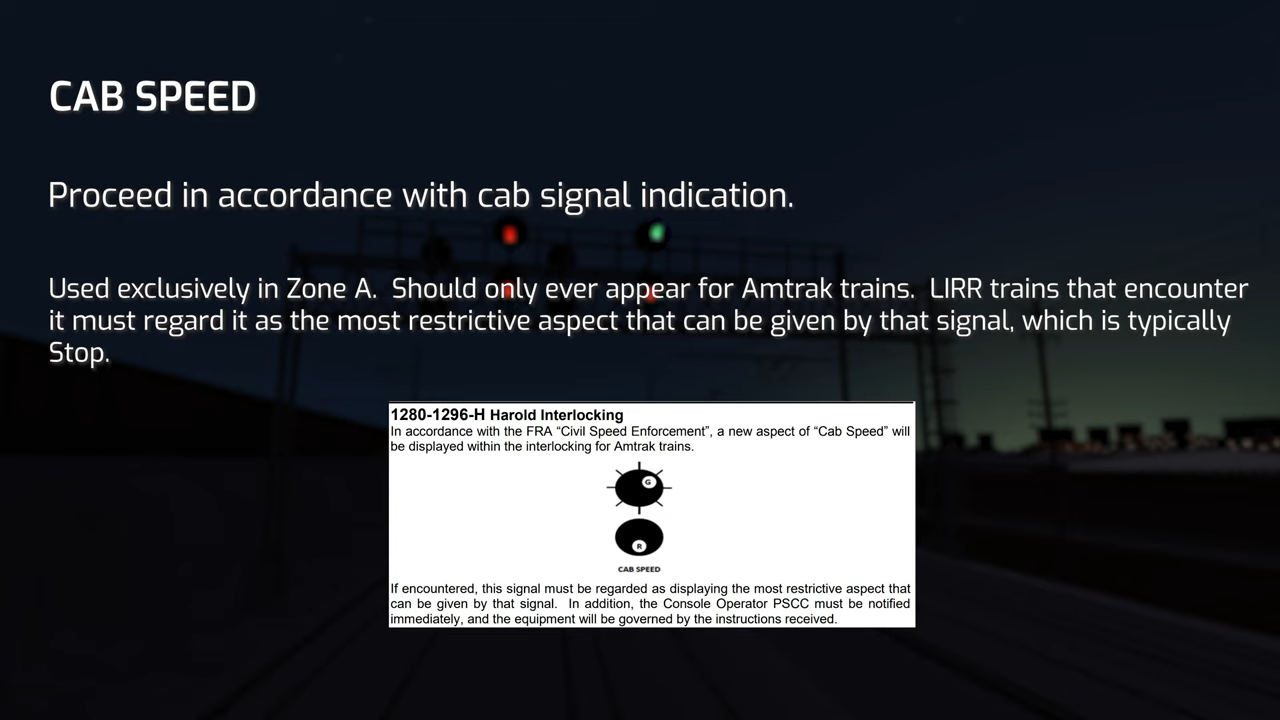 CAB SPEED
Proceed in accordance with cab signal indication.
Used exclusively in Zone A.  Should only ever appear for Amtrak trains.  LIRR trains that encounter
it must regard it as the most restrictive aspect that can be given by that signal, which is typically
Stop.
1280-1296-H Harold Interlocking
In accordance with the FRA “Civil Speed Enforcement”, a new aspect of “Cab Speed” will
be displayed within the interlocking for Amtrak trains.
G
R
CAB SPEED
If encountered, this signal must be regarded as displaying the most restrictive aspect that
can be given by that signal.  In addition, the Console Operator PSCC must be notified
immediately, and the equipment will be governed by the instructions received.